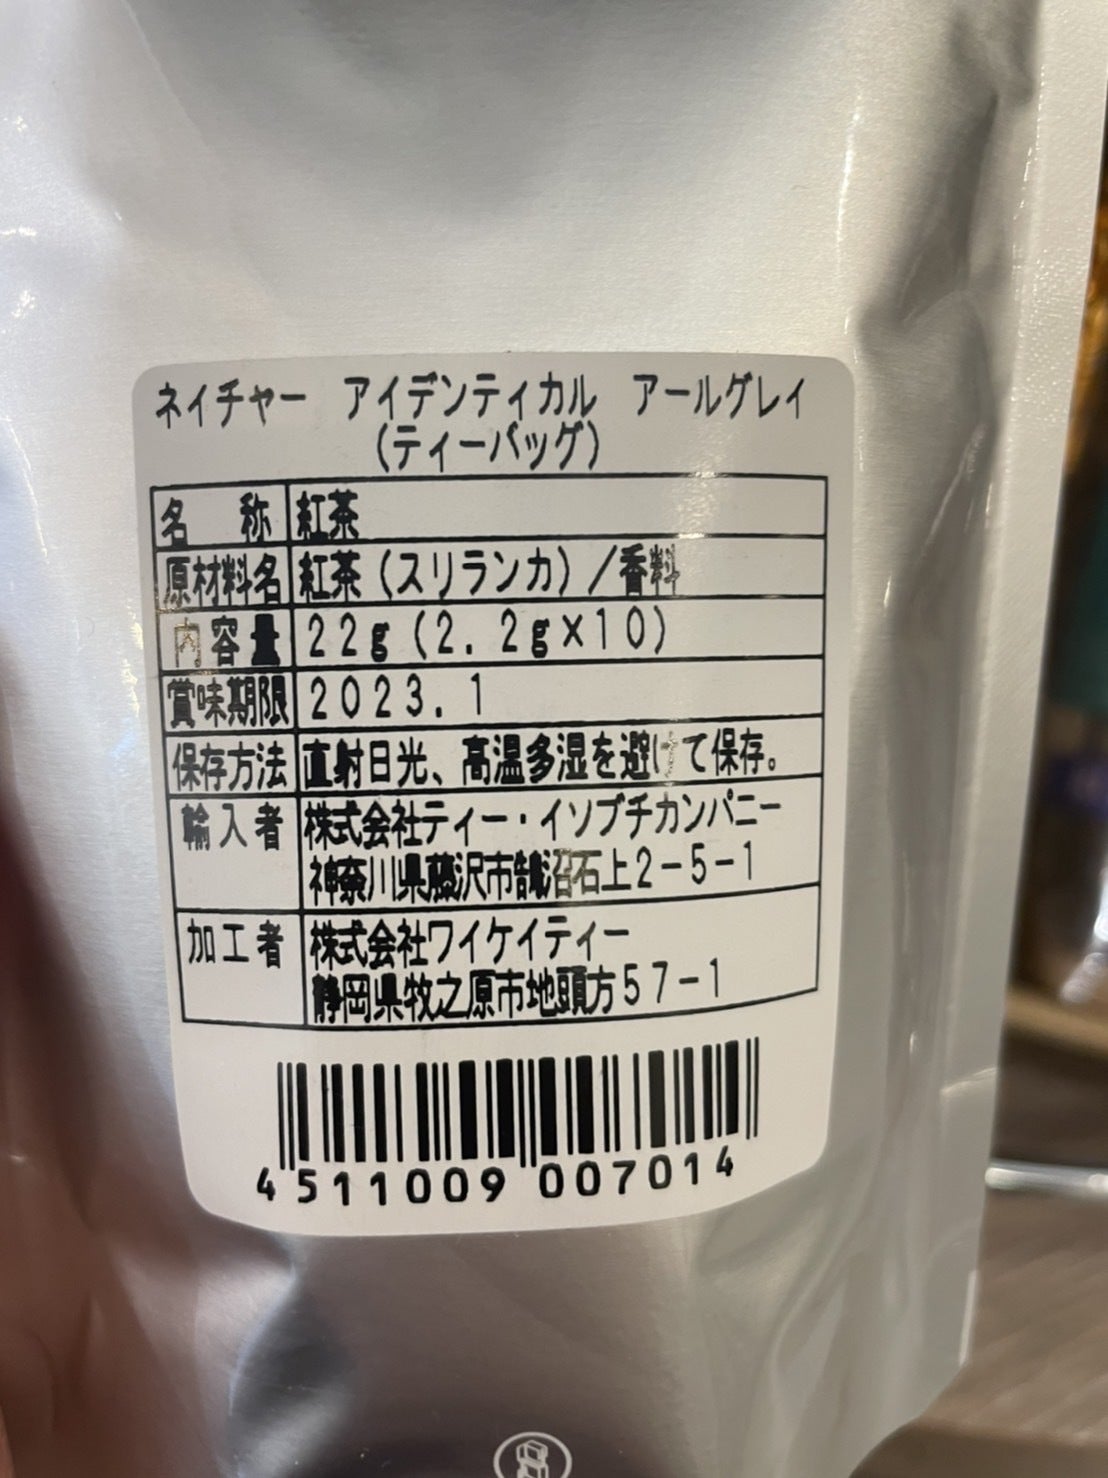 ネイチャー アイデンティカル アールグレイ
(ティーバッグ)
名 称 紅茶
原材料名 紅茶(スリランカ)/香料
内容量 22g(2.2g×10)
賞味期限 2023.1
保存方法 直射日光、高温多湿を避けて保存。
輸入者 株式会社ティー・イソブチカンパニー
神奈川県藤沢市鵠沼石上2-5-1
加工者 株式会社ワイケイティー
静岡県牧之原市地頭方57-1
4511009007014